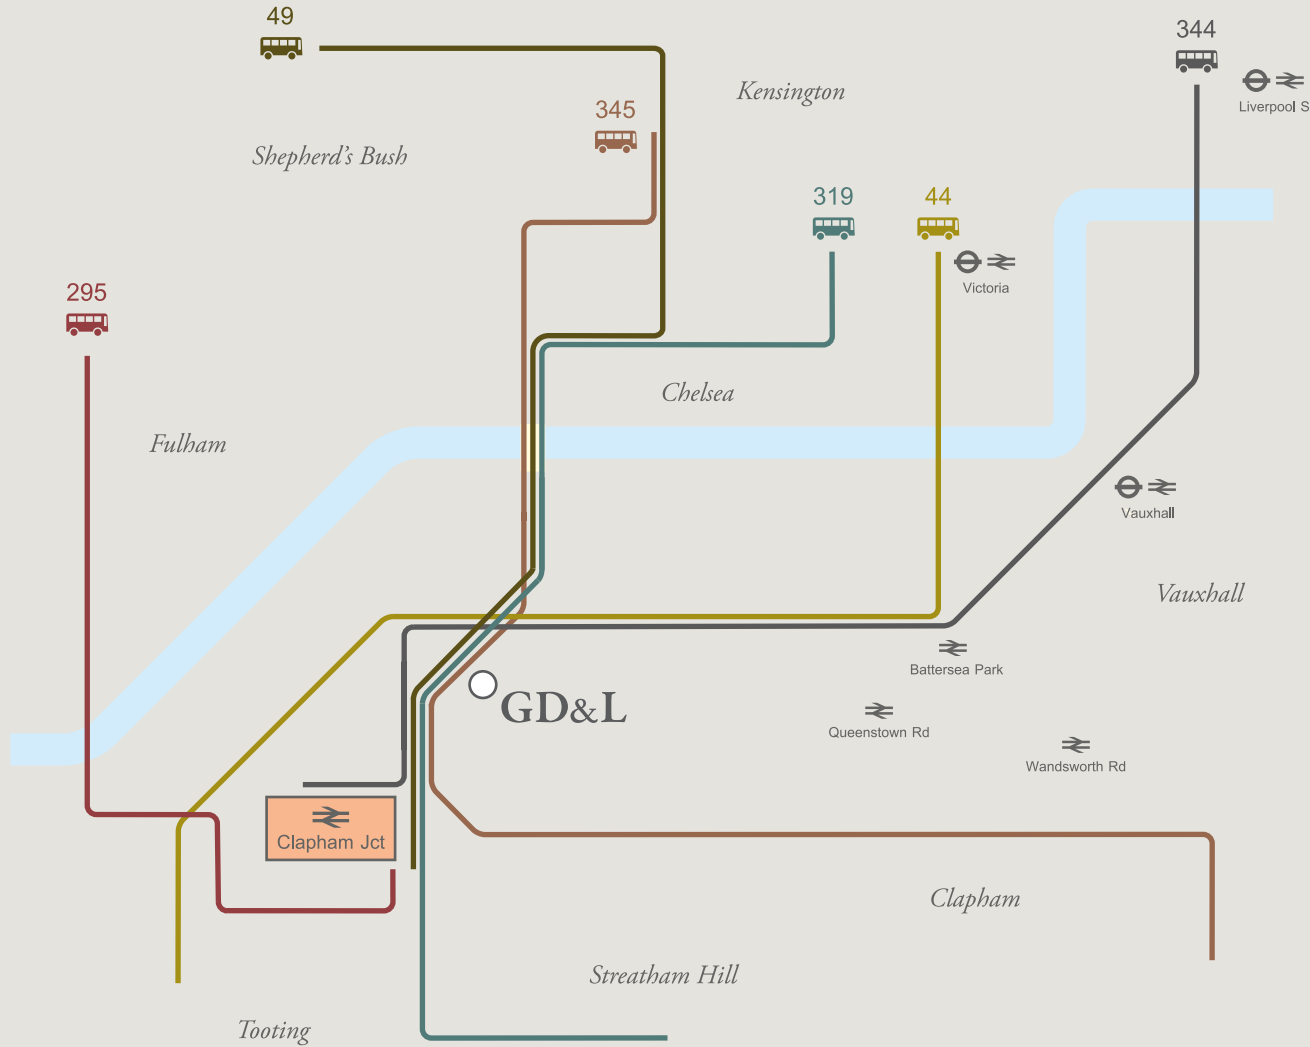 49
344
Kensington
Liverpool S
345
Shepherd's Bush
319
44
Victoria
295
Chelsea
Fulham
Vauxhall
Vauxhall
Battersea Park
GD&L
Queenstown Rd
Wandsworth Rd
Clapham Jct
Clapham
Streatham Hill
Tooting